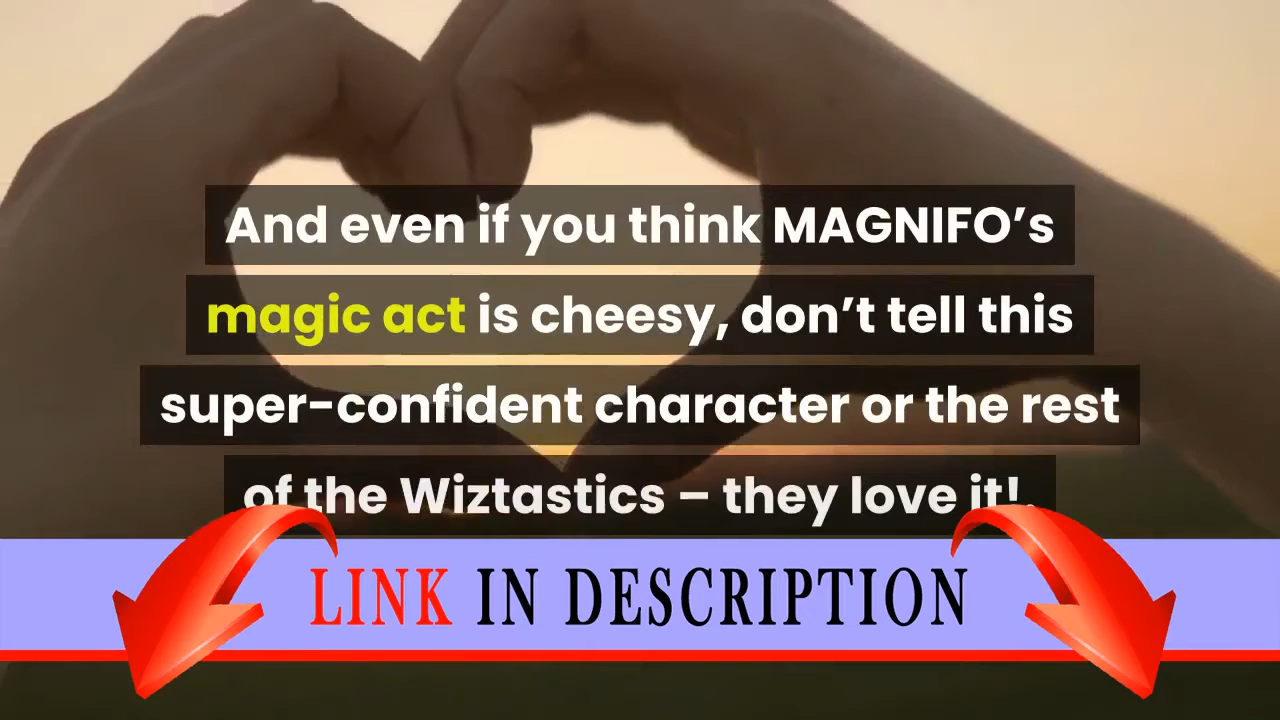 And even if you think MAGNIFO’s
magic act is cheesy, don’t tell this
super-confident character or the rest
of the Wiztastics – they love it!.
LINK IN DESCRIPTION